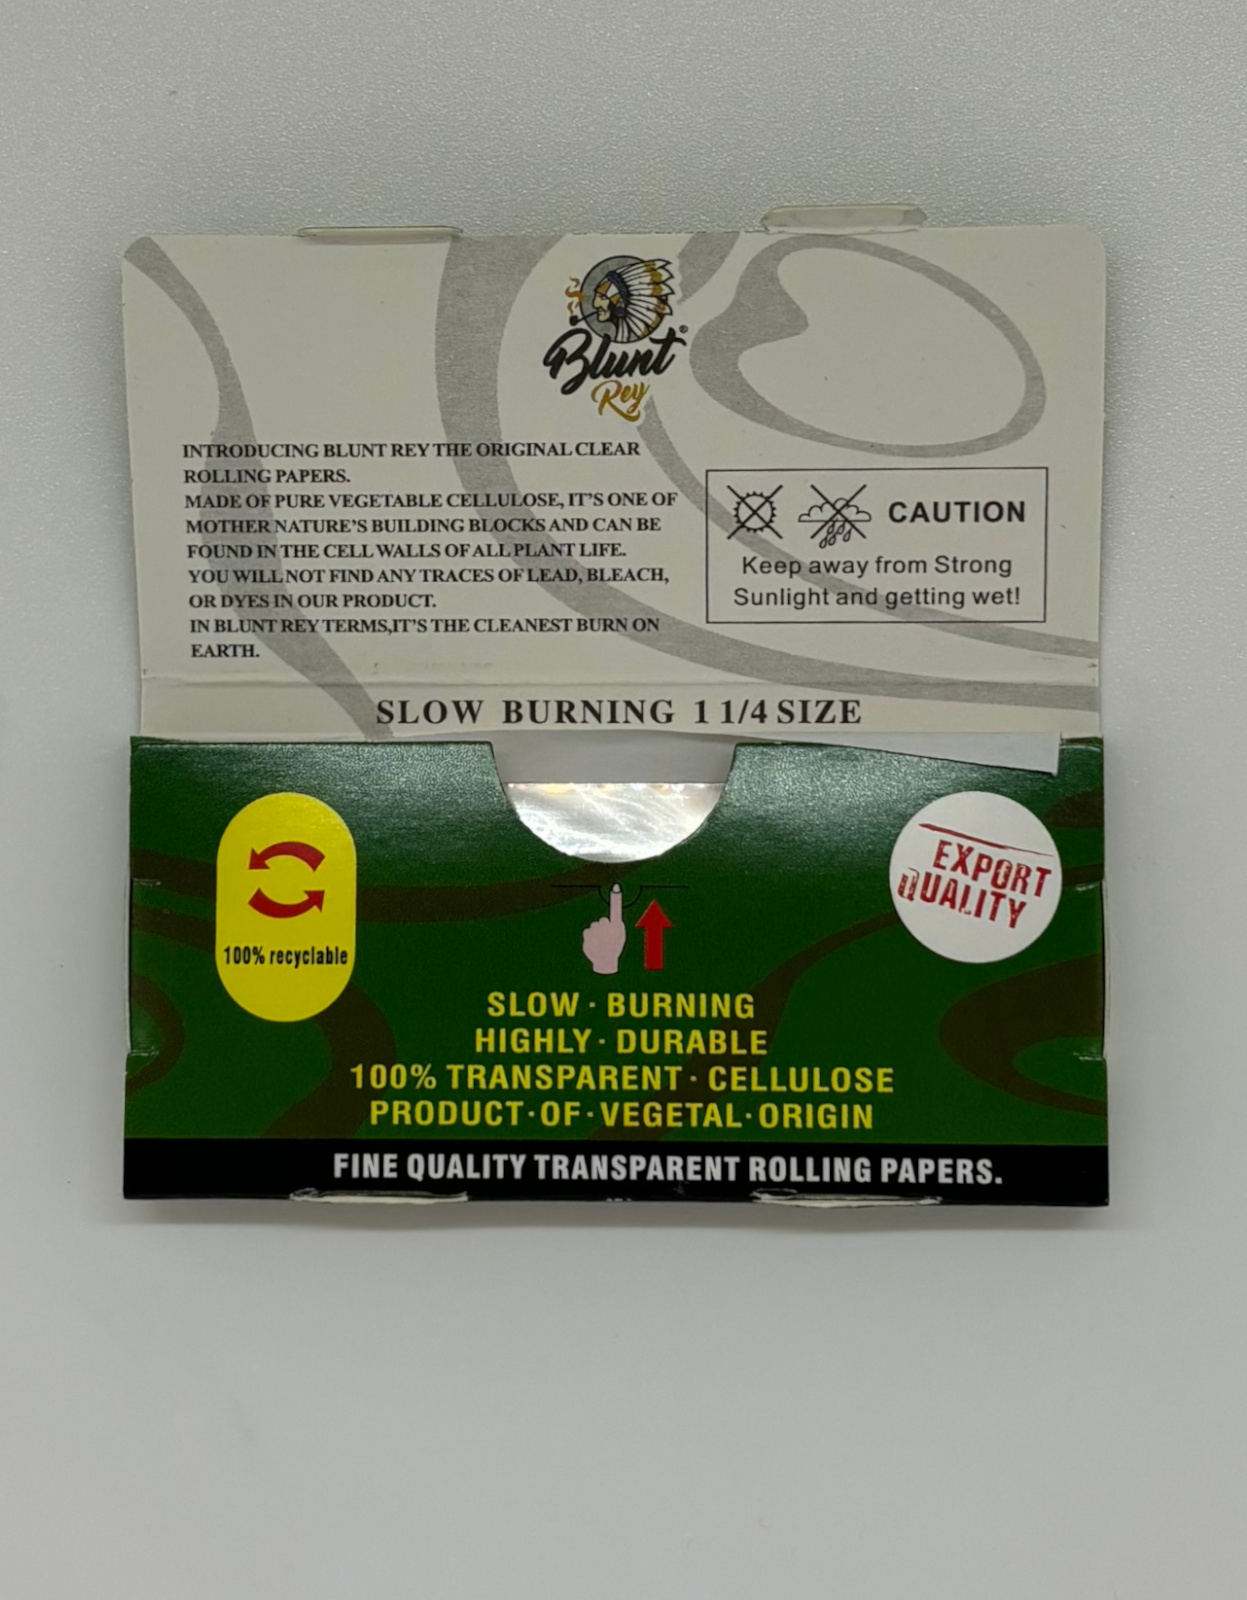 Blunt®
Rey
INTRODUCING BLUNT REY THE ORIGINAL CLEAR
ROLLING PAPERS.
MADE OF PURE VEGETABLE CELLULOSE, IT'S ONE OF
MOTHER NATURE'S BUILDING BLOCKS AND CAN BE
FOUND IN THE CELL WALLS OF ALL PLANT LIFE.
YOU WILL NOT FIND ANY TRACES OF LEAD, BLEACH,
OR DYES IN OUR PRODUCT.
IN BLUNT REY TERMS,IT'S THE CLEANEST BURN ON
EARTH.
CAUTION
Keep away from Strong
Sunlight and getting wet!
SLOW BURNING 1 1/4 SIZE
100% recyclable
EXPORT
QUALITY
SLOW · BURNING
HIGHLY · DURABLE
100% TRANSPARENT · CELLULOSE
PRODUCT·OF·VEGETAL·ORIGIN
FINE QUALITY TRANSPARENT ROLLING PAPERS.